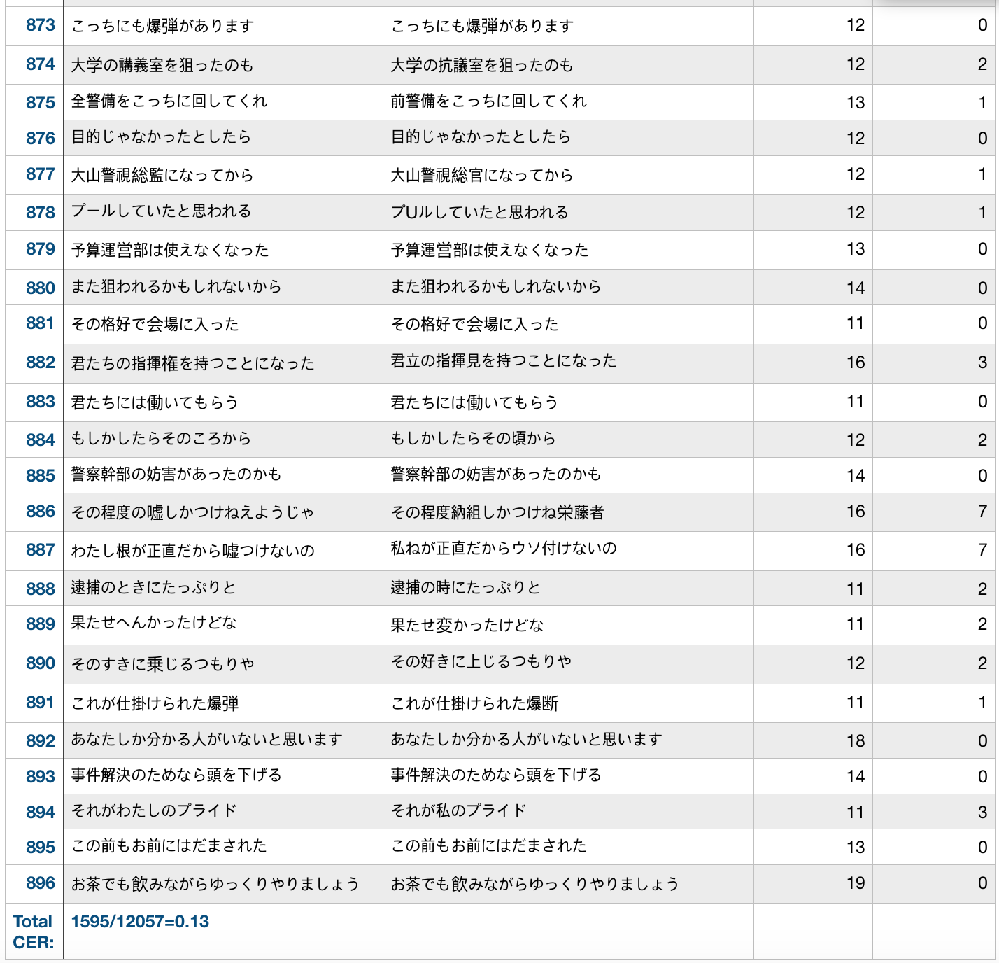 873 こっちにも爆弾があります こっちにも爆弾があります 12 0
874 大学の講義室を狙ったのも 大学の抗議室を狙ったのも 12 2
875 全警備をこっちに回してくれ 前警備をこっちに回してくれ 13 1
876 目的じゃなかったとしたら 目的じゃなかったとしたら 12 0
877 大山警視総監になってから 大山警視総官になってから 12 1
878 プールしていたと思われる プUルしていたと思われる 12 1
879 予算運営部は使えなくなった 予算運営部は使えなくなった 13 0
880 また狙われるかもしれないから また狙われるかもしれないから 14 0
881 その格好で会場に入った その格好で会場に入った 11 0
882 君たちの指揮権を持つことになった 君立の指揮見を持つことになった 16 3
883 君たちには働いてもらう 君たちには働いてもらう 11 0
884 もしかしたらそのころから もしかしたらその頃から 12 2
885 警察幹部の妨害があったのかも 警察幹部の妨害があったのかも 14 0
886 その程度の嘘しかつけねえようじゃ その程度納組しかつけね栄藤者 16 7
887 わたし根が正直だから嘘つけないの 私ねが正直だからウソ付けないの 16 7
888 逮捕のときにたっぷりと 逮捕の時にたっぷりと 11 2
889 果たせへんかったけどな 果たせ変かったけどな 11 2
890 そのすきに乗じるつもりや その好きに上じるつもりや 12 2
891 これが仕掛けられた爆弾 これが仕掛けられた爆断 11 1
892 あなたしか分かる人がいないと思います あなたしか分かる人がいないと思います 18 0
893 事件解決のためなら頭を下げる 事件解決のためなら頭を下げる 14 0
894 それがわたしのプライド それが私のプライド 11 3
895 この前もお前にはだまされた この前もお前にはだまされた 13 0
896 お茶でも飲みながらゆっくりやりましょう お茶でも飲みながらゆっくりやりましょう 19 0
Total 1595/12057=0.13
CER: